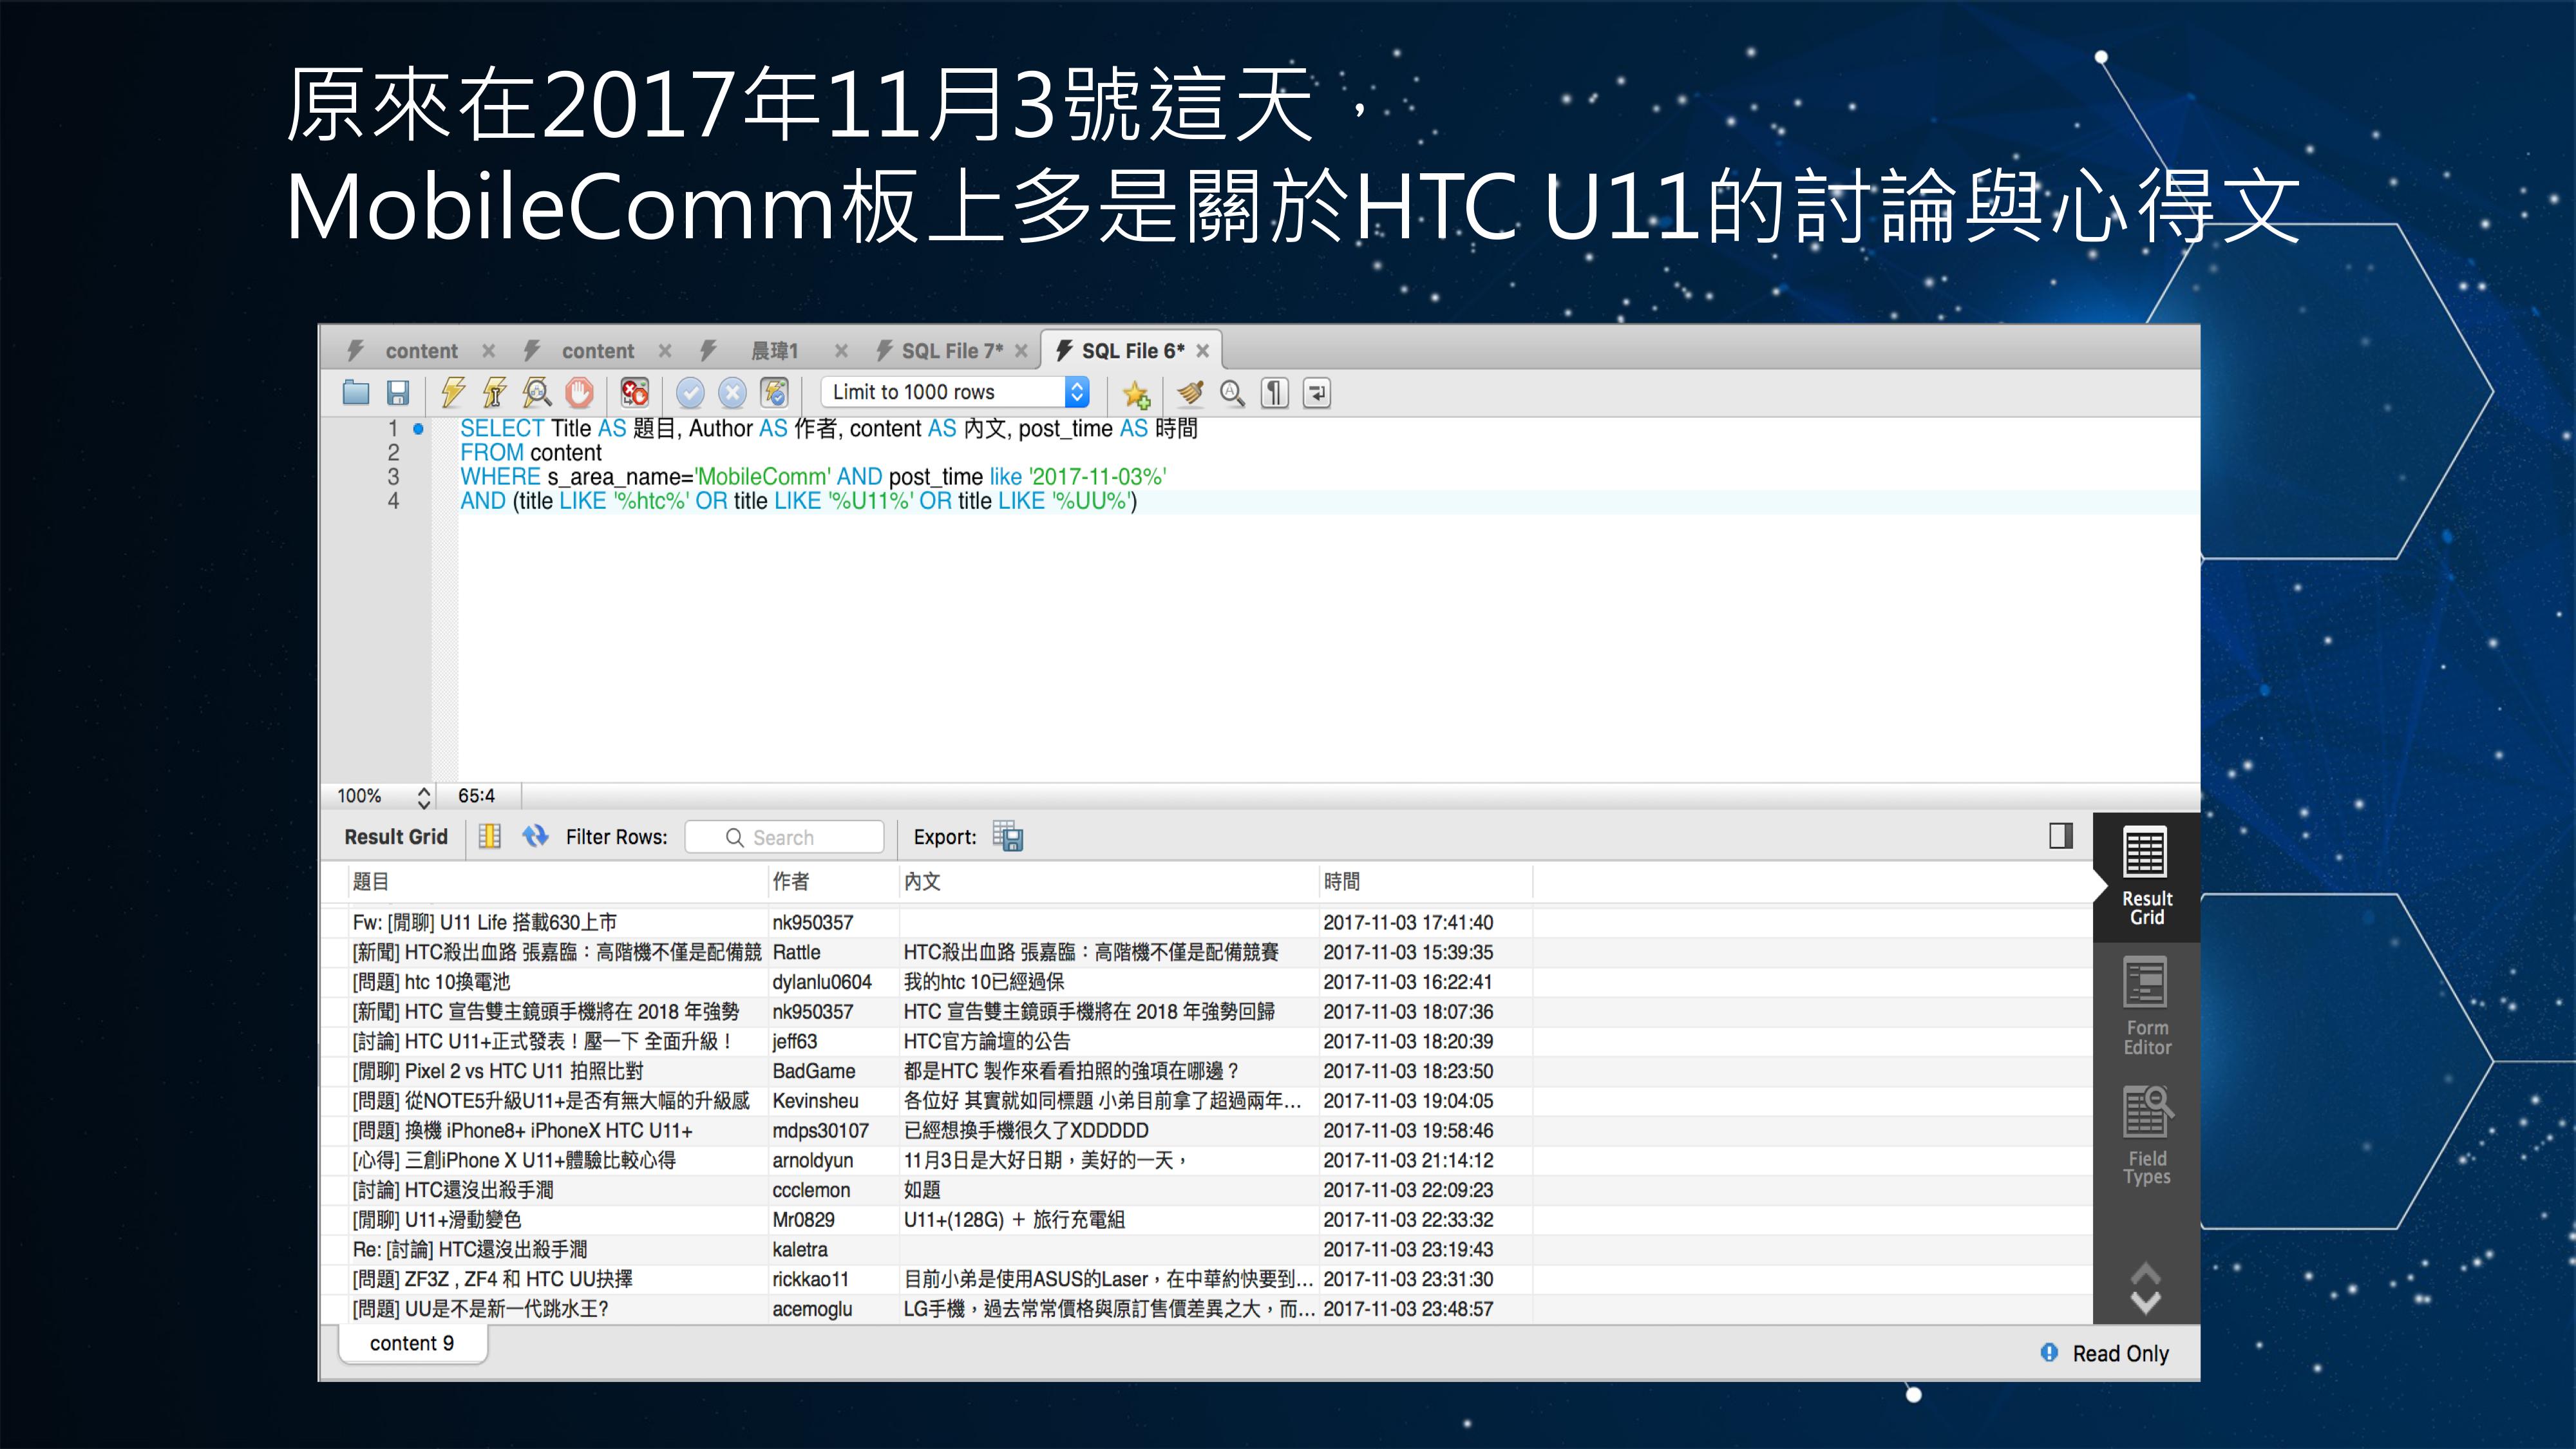 原來在2017年11月3號這天，
MobileComm板上多是關於HTC U11的討論與心得文
content content 晨瑋1 SQL File 7* SQL File 6*
Limit to 1000 rows
1 SELECT Title AS 題目, Author AS 作者, content AS 內文, post_time AS 時間
2 FROM content
3 WHERE s_area_name='MobileComm' AND post_time like '2017-11-03%'
4 AND (title LIKE '%htc%' OR title LIKE '%U11%' OR title LIKE '%UU%')
100% 65:4
Result Grid Filter Rows: Search Export:
題目 作者 內文 時間
Fw: [閒聊] U11 Life 搭載630上市 nk950357 2017-11-03 17:41:40
[新聞] HTC殺出血路 張嘉臨：高階機不僅是配備競 Rattle HTC殺出血路 張嘉臨：高階機不僅是配備競賽 2017-11-03 15:39:35
[問題] htc 10換電池 dylanlu0604 我的htc 10已經過保 2017-11-03 16:22:41
[新聞] HTC 宣告雙主鏡頭手機將在 2018 年強勢 nk950357 HTC 宣告雙主鏡頭手機將在 2018 年強勢回歸 2017-11-03 18:07:36
[討論] HTC U11+正式發表！壓一下 全面升級！ jeff63 HTC官方論壇的公告 2017-11-03 18:20:39
[閒聊] Pixel 2 vs HTC U11 拍照比對 BadGame 都是HTC 製作來看看拍照的強項在哪邊？ 2017-11-03 18:23:50
[問題] 從NOTE5升級U11+是否有無大幅的升級感 Kevinsheu 各位好 其實就如同標題 小弟目前拿了超過兩年... 2017-11-03 19:04:05
[問題] 換機 iPhone8+ iPhoneX HTC U11+ mdps30107 已經想換手機很久了XDDDDD 2017-11-03 19:58:46
[心得] 三創iPhone X U11+體驗比較心得 arnoldyun 11月3日是大好日期，美好的一天， 2017-11-03 21:14:12
[討論] HTC還沒出殺手澗 ccclemon 如題 2017-11-03 22:09:23
[閒聊] U11+滑動變色 Mr0829 U11+(128G) ＋ 旅行充電組 2017-11-03 22:33:32
Re: [討論] HTC還沒出殺手澗 kaletra 2017-11-03 23:19:43
[問題] ZF3Z , ZF4 和 HTC UU抉擇 rickkao11 目前小弟是使用ASUS的Laser，在中華約快要到... 2017-11-03 23:31:30
[問題] UU是不是新一代跳水王? acemoglu LG手機，過去常常價格與原訂售價差異之大，而... 2017-11-03 23:48:57
Result
Grid
Form
Editor
Field
Types
content 9
Read Only